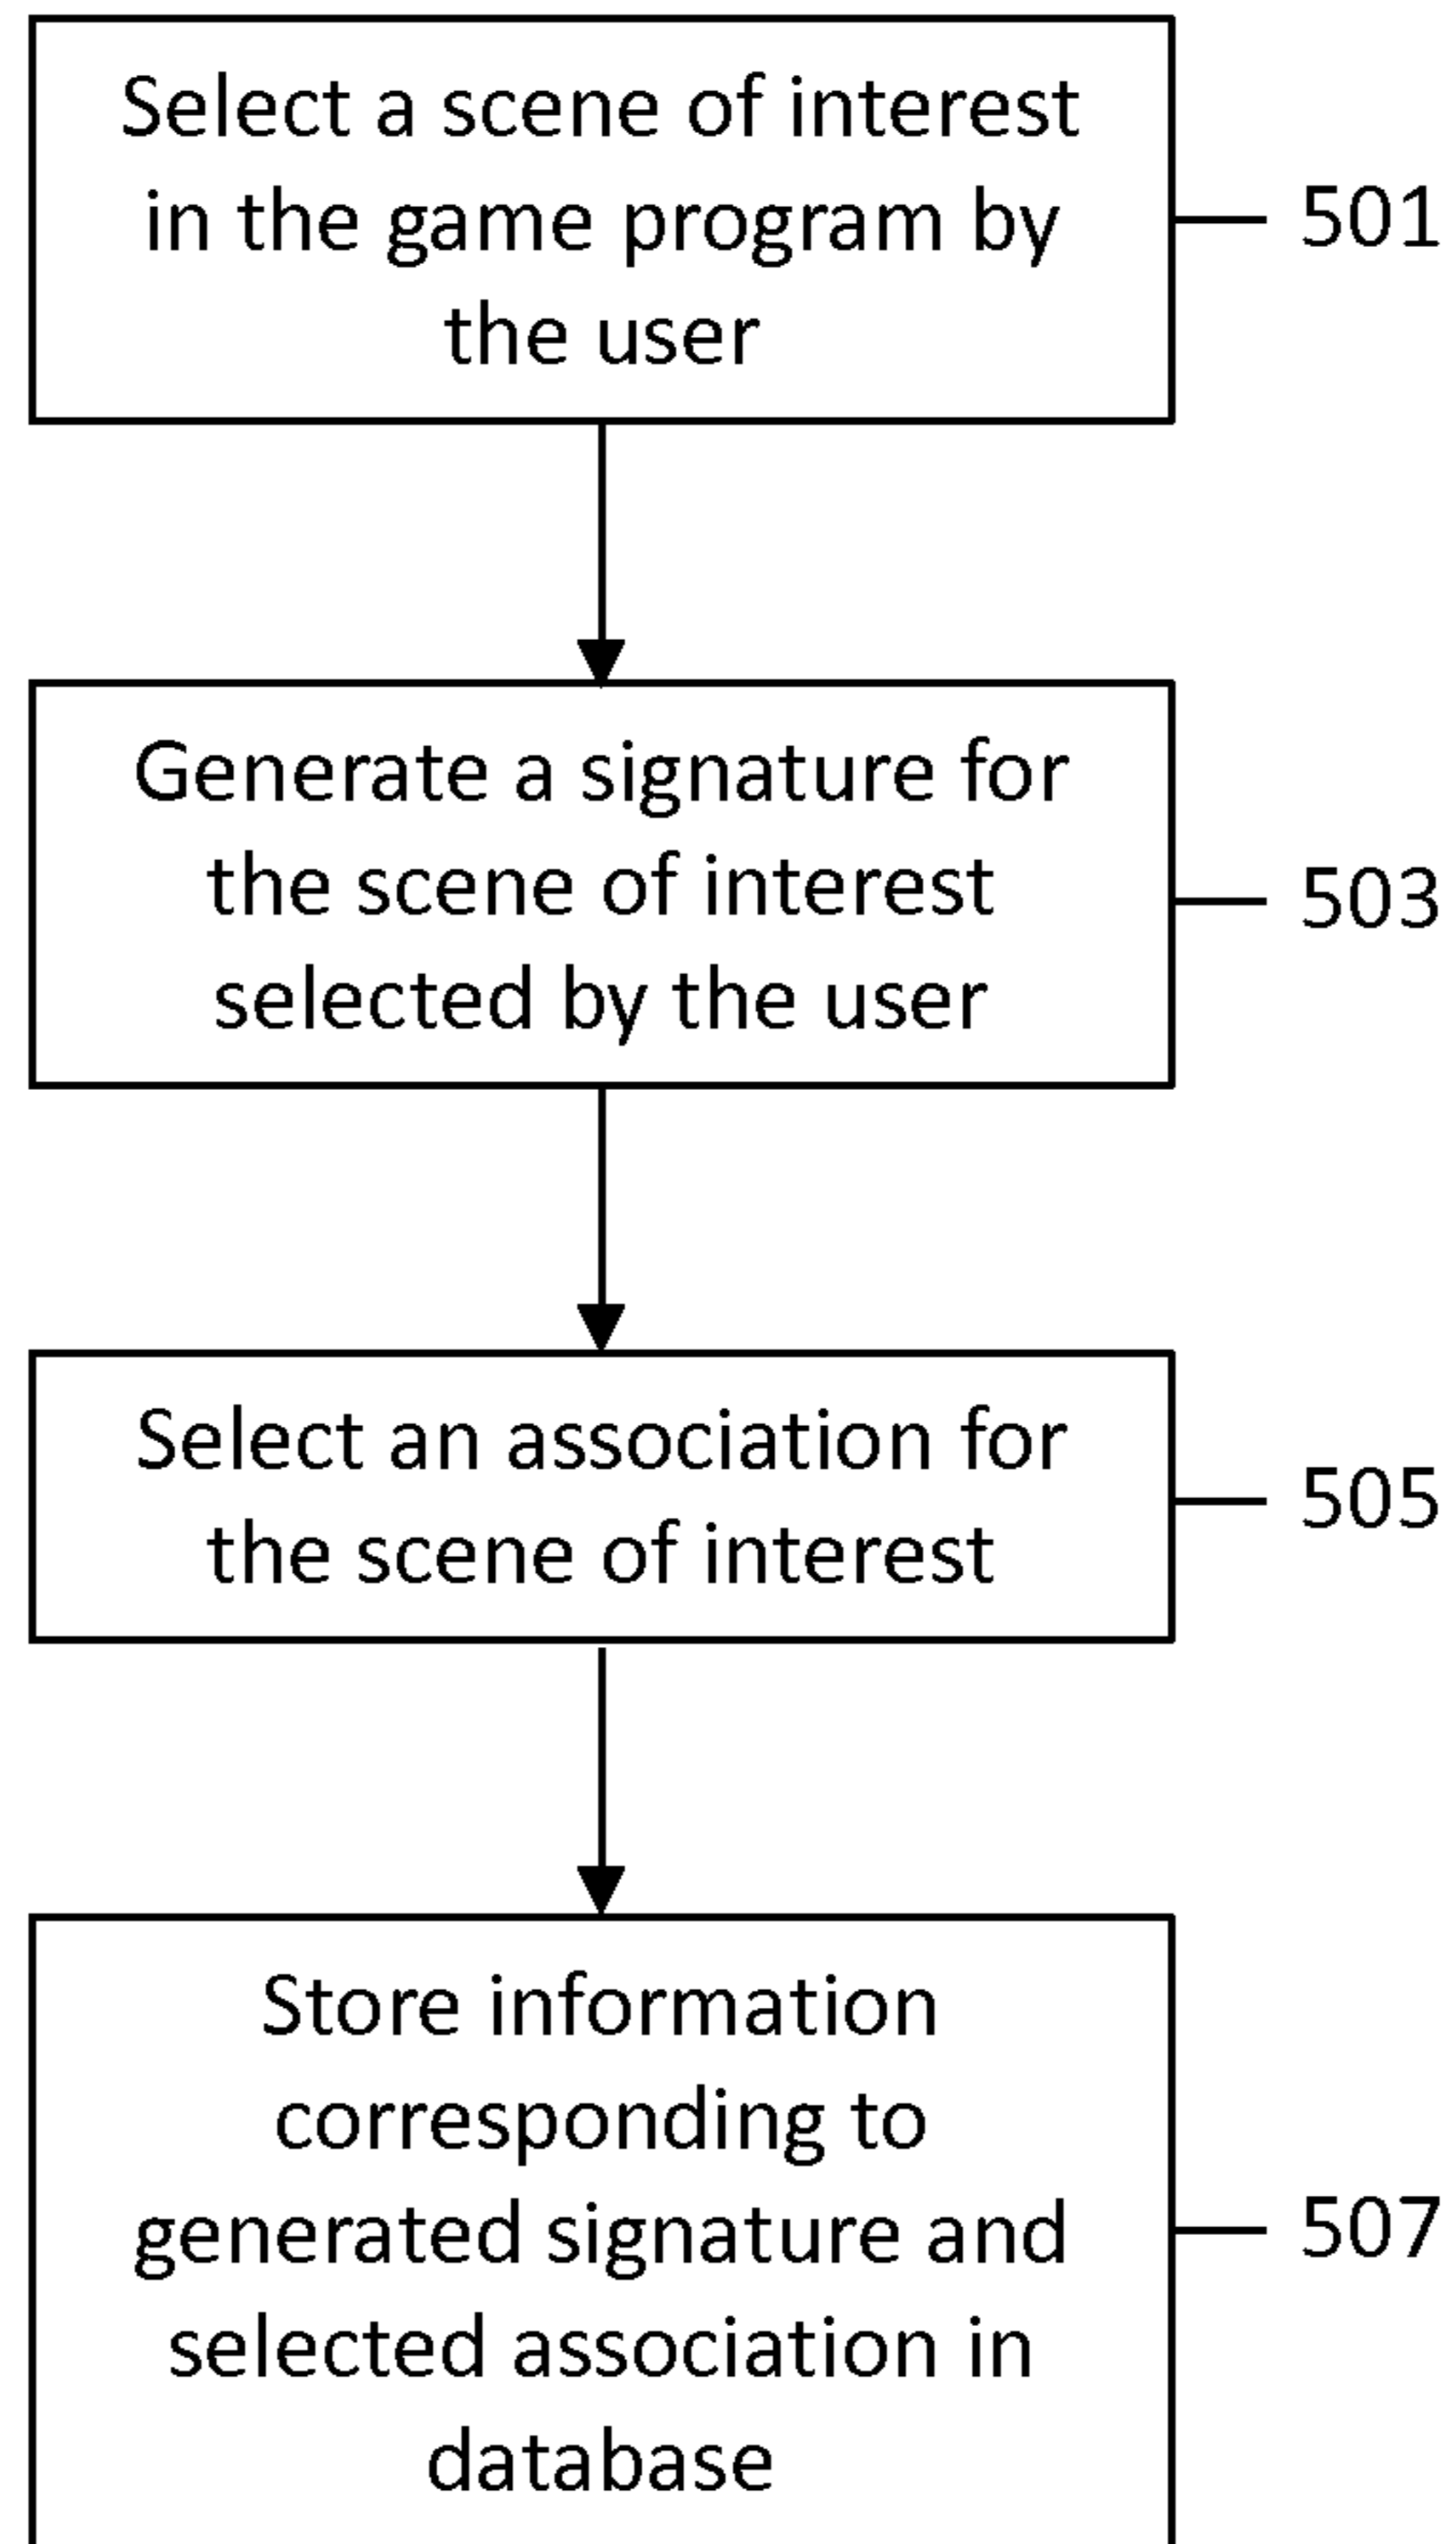 Select a scene of interest
in the game program by
the user
501
Generate a signature for
the scene of interest
selected by the user
503
Select an association for
the scene of interest
505
Store information
corresponding to
generated signature and
selected association in
database
507